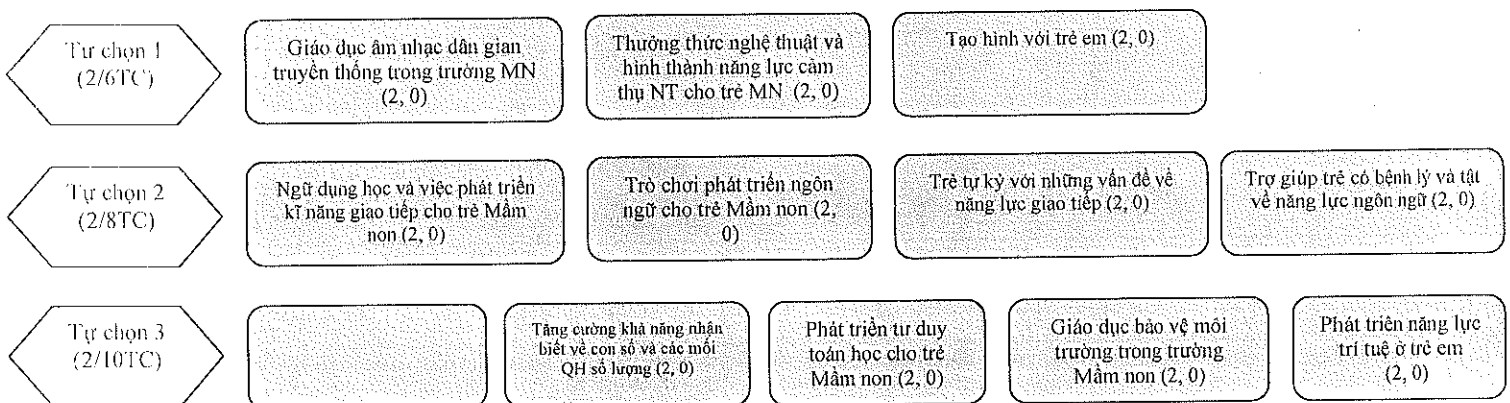 Tự chọn 1
(2/6TC)
Giáo dục âm nhạc dân gian
truyền thống trong trường MN
(2, 0)
Thưởng thức nghệ thuật và
hình thành năng lực cảm
thụ NT cho trẻ MN (2, 0)
Tạo hình với trẻ em (2, 0)
Tự chọn 2
(2/8TC)
Ngữ dụng học và việc phát triển
kĩ năng giao tiếp cho trẻ Mầm
non (2, 0)
Trò chơi phát triển ngôn
ngữ cho trẻ Mầm non (2,
0)
Trẻ tự kỷ với những vấn đề về
năng lực giao tiếp (2, 0)
Trợ giúp trẻ có bệnh lý và tật
về năng lực ngôn ngữ (2, 0)
Tự chọn 3
(2/10TC)
Tăng cường khả năng nhận
biết về con số và các mối
QH số lượng (2, 0)
Phát triển tư duy
toán học cho trẻ
Mầm non (2, 0)
Giáo dục bảo vệ môi
trường trong trường
Mầm non (2, 0)
Phát triển năng lực
trí tuệ ở trẻ em
(2, 0)